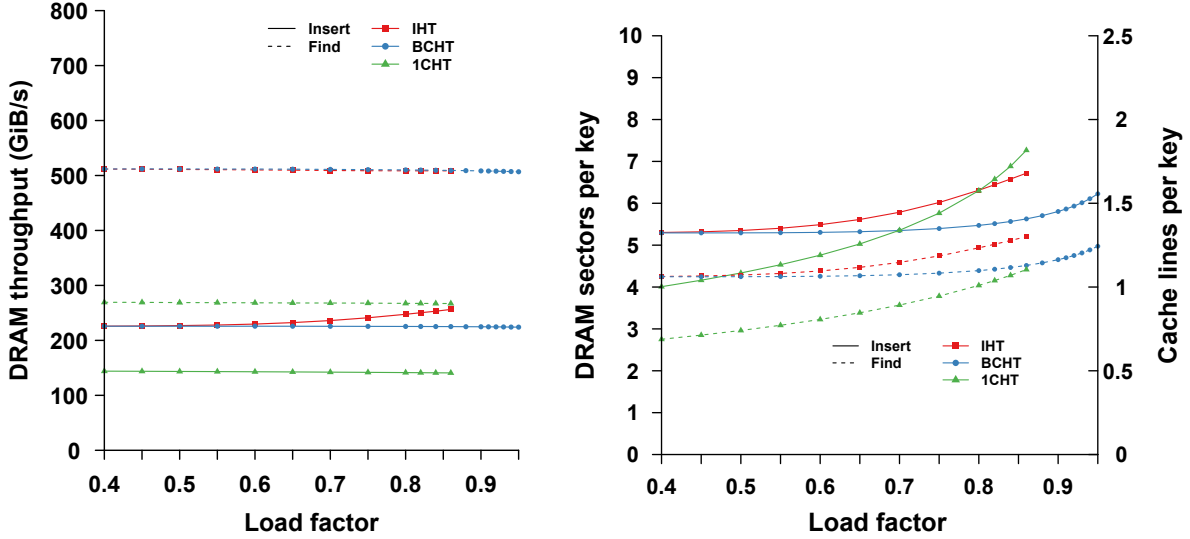 DRAM throughput (GiB/s)
800
700
600
500
400
300
200
100
0
Insert
Find
IHT
BCHT
1CHT
0.4
0.5
0.6
0.7
0.8
0.9
Load factor
DRAM sectors per key
10
9
8
7
6
5
4
3
2
1
0
Insert
Find
IHT
BCHT
1CHT
0.4
0.5
0.6
0.7
0.8
0.9
Load factor
2.5
2
1.5
1
0.5
0
Cache lines per key